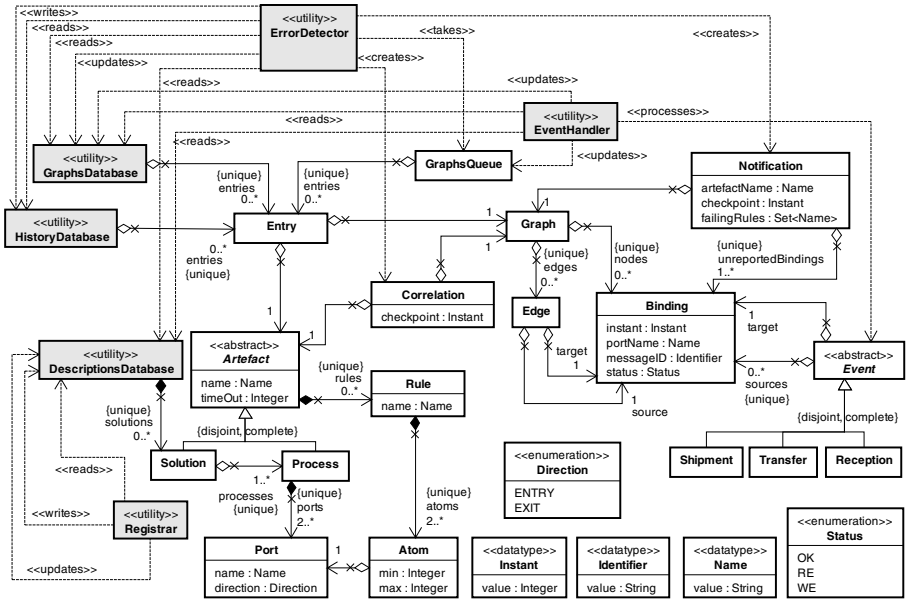 <<writes>>
<<reads>>
<<reads>>
<<updates>>
<<reads>>
<<utility>>
ErrorDetector
<<takes>>
<<creates>>
<<creates>>
<<updates>>
<<reads>>
<<reads>>
<<utility>>
EventHandler
<<processes>>
<<updates>>
<<utility>>
GraphsDatabase
{unique}
entries
0..*
{unique}
entries
0..*
GraphsQueue
Notification
artefactName : Name
checkpoint : Instant
failingRules : Set<Name>
<<utility>>
HistoryDatabase
0..*
entries
{unique}
Entry
1
1
1
Graph
{unique}
edges
0..*
{unique}
nodes
0..*
{unique}
unreportedBindings
1..*
Correlation
checkpoint : Instant
1
1
Edge
target
1
1
source
Binding
instant : Instant
portName : Name
messageID : Identifier
status : Status
1
target
0..*
sources
{unique}
<<abstract>>
Event
{disjoint, complete}
Shipment
Transfer
Reception
<<utility>>
DescriptionsDatabase
<<abstract>>
Artefact
name : Name
timeOut : Integer
{unique}
rules
0..*
Rule
name : Name
{unique}
solutions
0..*
{disjoint, complete}
Solution
1..*
processes
{unique}
Process
{unique}
ports
2..*
{unique}
atoms
2..*
<<reads>>
<<writes>>
<<updates>>
<<utility>>
Registrar
<<enumeration>>
Direction
ENTRY
EXIT
Port
name : Name
direction : Direction
1
Atom
min : Integer
max : Integer
<<datatype>>
Instant
value : Integer
<<datatype>>
Identifier
value : String
<<datatype>>
Name
value : String
<<enumeration>>
Status
OK
RE
WE